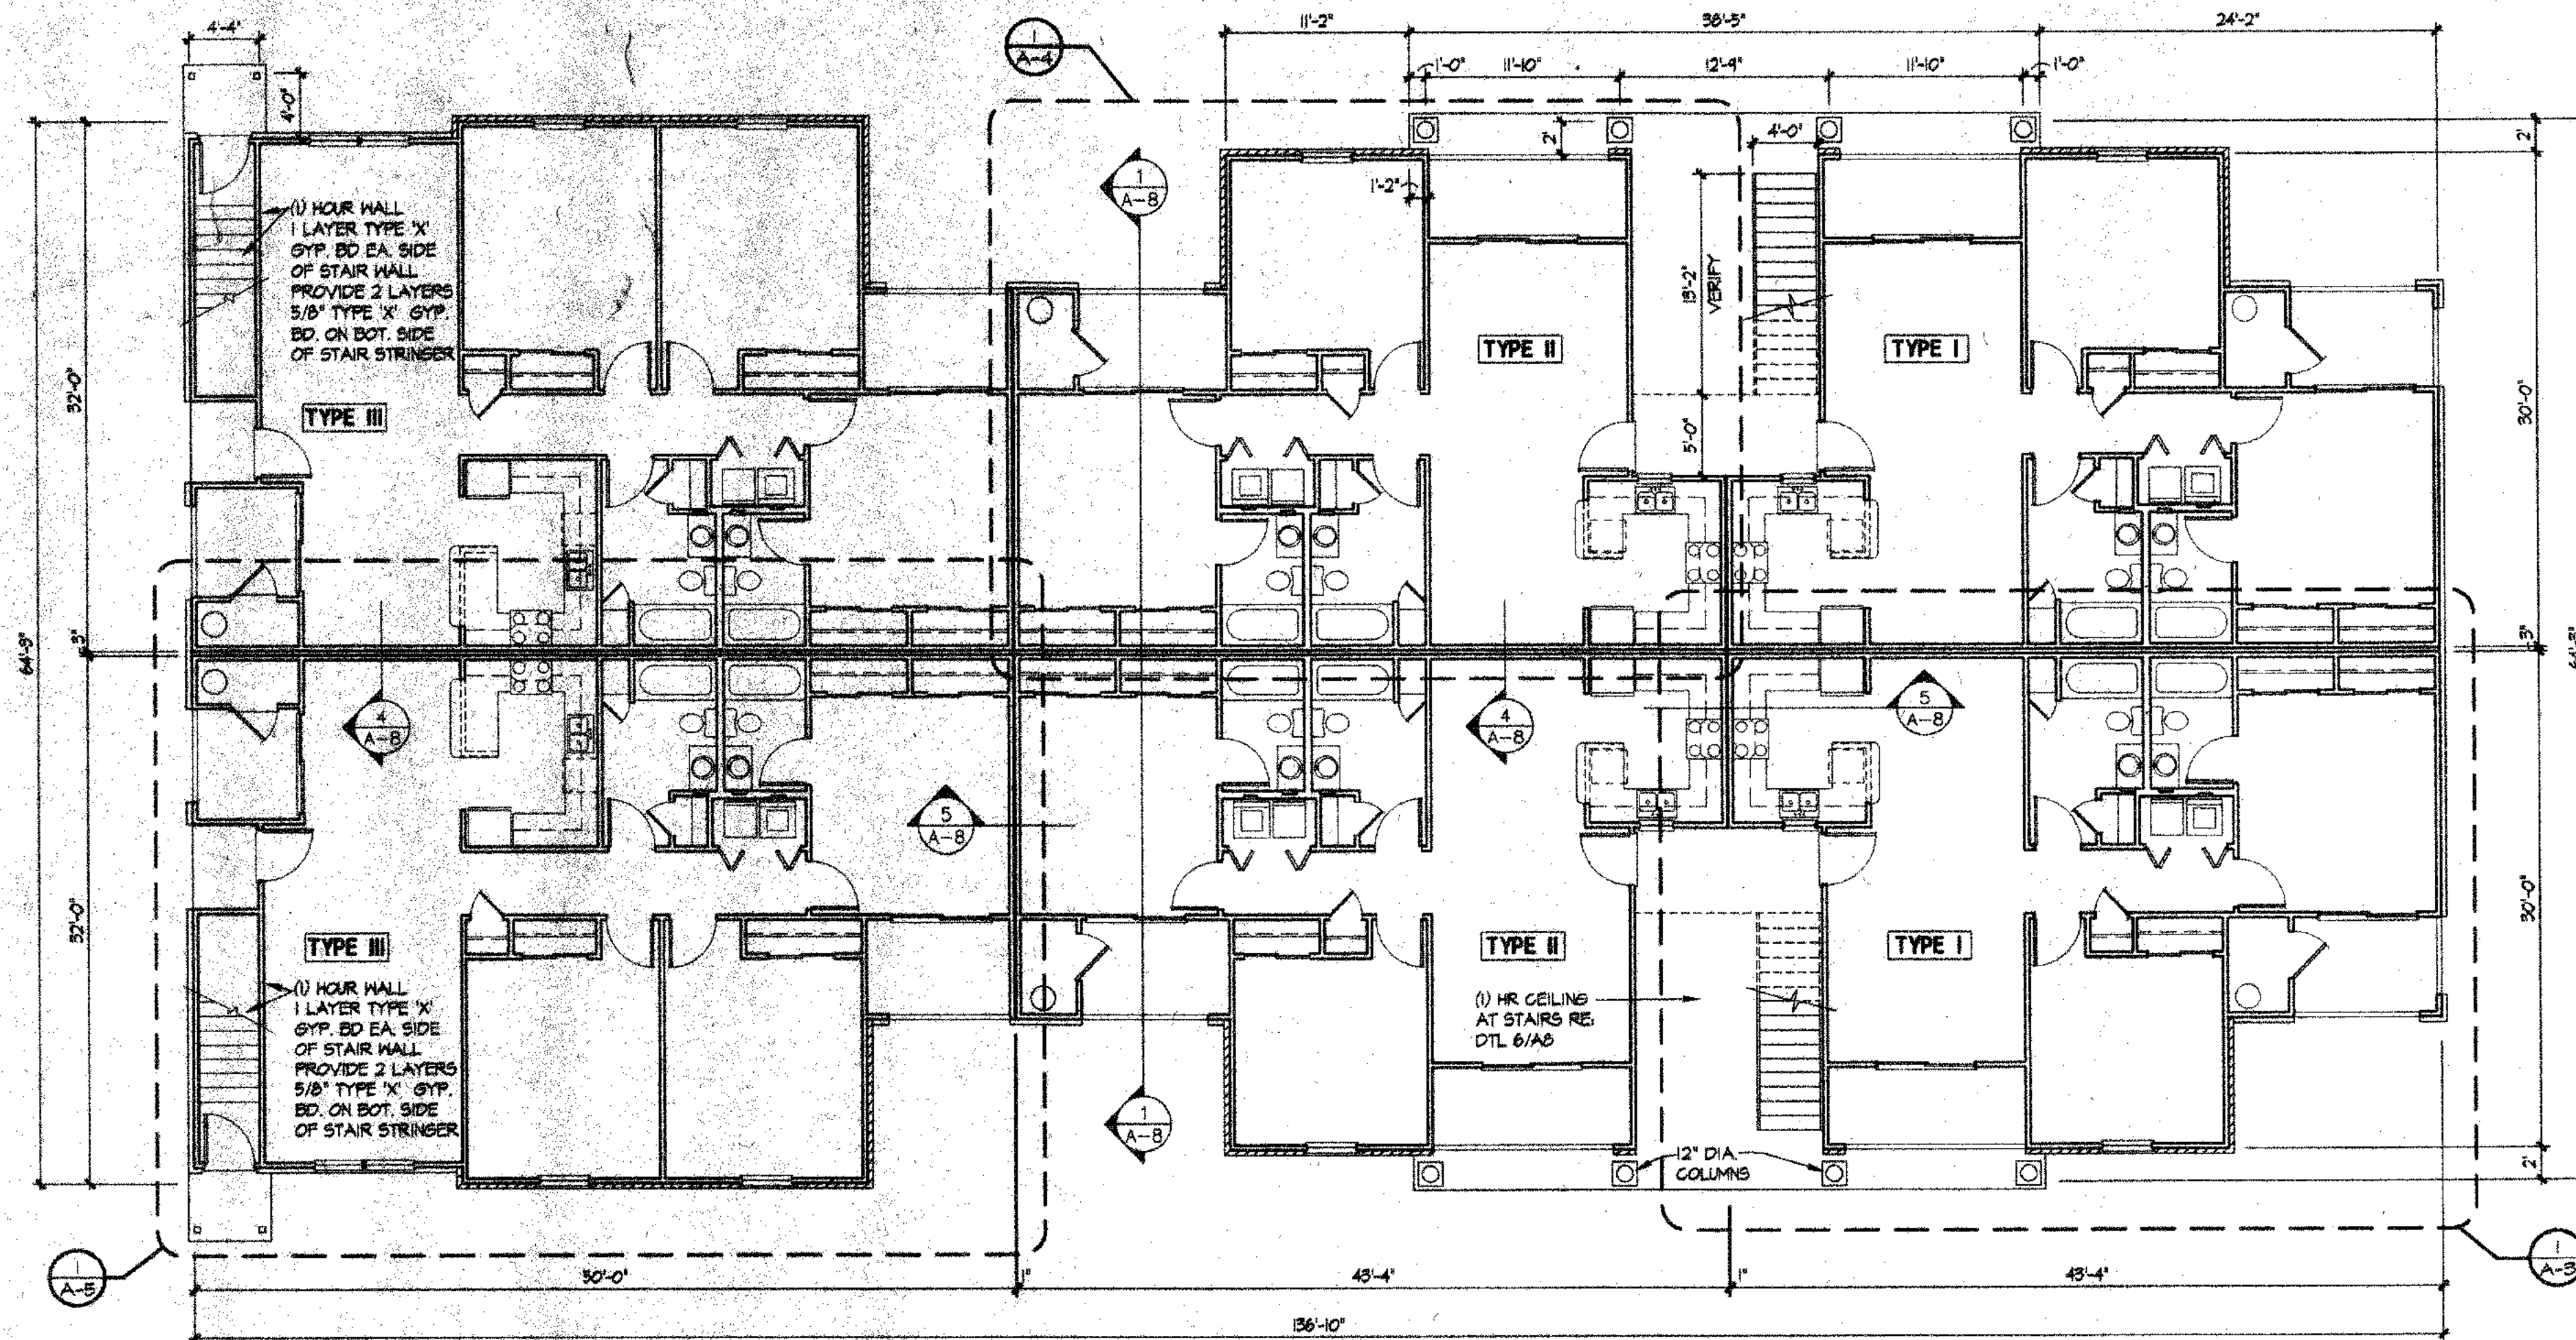 4'-4"
1
A-4
11'-2"
38'-5"
24'-2"
1'-0"
11'-10"
12'-9"
11'-10"
1'-0"
4'-0"
2'
4'-0"
2'
1
A-8
1'-2"
(1) HOUR WALL
1 LAYER TYPE 'X'
GYP. BD EA. SIDE
OF STAIR WALL
PROVIDE 2 LAYERS
5/8" TYPE 'X' GYP.
BD. ON BOT. SIDE
OF STAIR STRINGER
VERIFY
TYPE II
TYPE I
TYPE III
32'-0"
30'-0"
5'-0"
64'-3"
3"
3"
4
A-8
4
A-8
5
A-8
5
A-8
32'-0"
30'-0"
TYPE III
TYPE II
TYPE I
(1) HOUR WALL
1 LAYER TYPE 'X'
GYP. BD EA. SIDE
OF STAIR WALL
PROVIDE 2 LAYERS
5/8" TYPE 'X' GYP.
BD. ON BOT. SIDE
OF STAIR STRINGER
(1) HR CEILING
AT STAIRS RE:
DTL 6/A8
1
A-8
12" DIA.
COLUMNS
2'
1
A-5
50'-0"
1"
43'-4"
1"
43'-4"
1
A-3
136'-10"